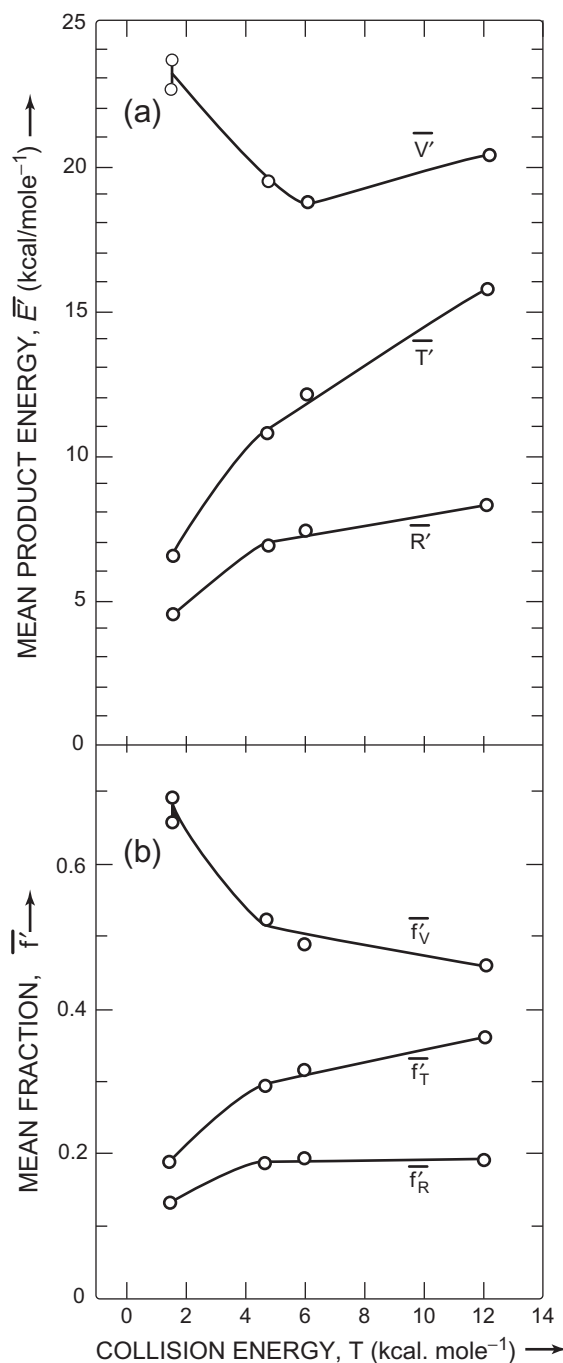 25
20
15
10
5
0
MEAN PRODUCT ENERGY, E̅′ (kcal/mole⁻¹) ⟶
(a)
V̅′
T̅′
R̅′
0.6
0.4
0.2
0
MEAN FRACTION, f̅′ ⟶
(b)
f̅′V
f̅′T
f̅′R
0 2 4 6 8 10 12 14
COLLISION ENERGY, T (kcal. mole⁻¹) ⟶